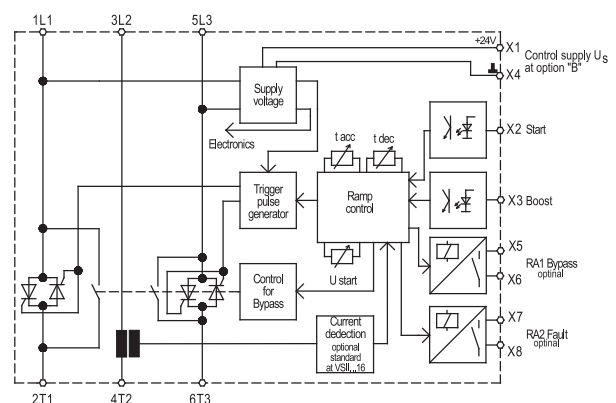 1L1 3L2 5L3
+24V
X1
Control supply Us
at option "B"
X4
Supply
voltage
Electronics
t acc
t dec
X2 Start
Trigger
pulse
generator
Ramp
control
X3 Boost
X5
RA1 Bypass
optinal
X6
U start
Control
for
Bypass
X7
RA2 Fault
optinal
X8
Current
dedection
optional
standard
at VSII...16
2T1 4T2 6T3